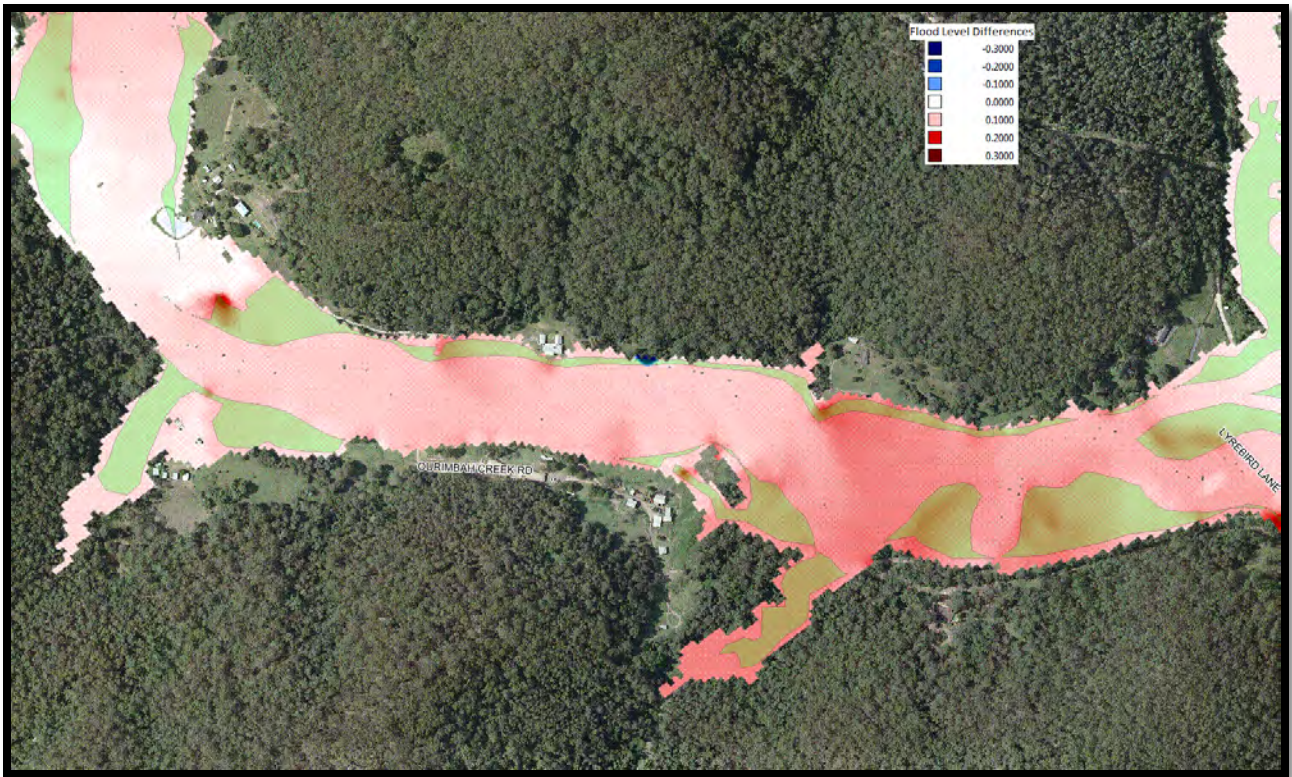 Flood Level Differences
-0.3000
-0.2000
-0.1000
0.0000
0.1000
0.2000
0.3000
OURIMBAH CREEK RD
LYREBIRD LANE